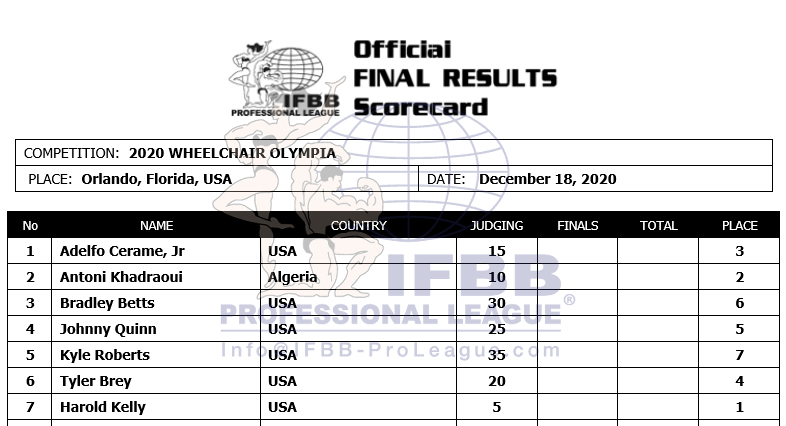 Official
FINAL RESULTS
Scorecard
IFBB
PROFESSIONAL LEAGUE
COMPETITION: 2020 WHEELCHAIR OLYMPIA
PLACE: Orlando, Florida, USA DATE: December 18, 2020
No NAME COUNTRY JUDGING FINALS TOTAL PLACE
1 Adelfo Cerame, Jr USA 15 3
2 Antoni Khadraoui Algeria 10 2
3 Bradley Betts USA 30 6
4 Johnny Quinn USA 25 5
5 Kyle Roberts USA 35 7
6 Tyler Brey USA 20 4
7 Harold Kelly USA 5 1
IFBB
PROFESSIONAL LEAGUE®
Info@IFBB-ProLeague.com